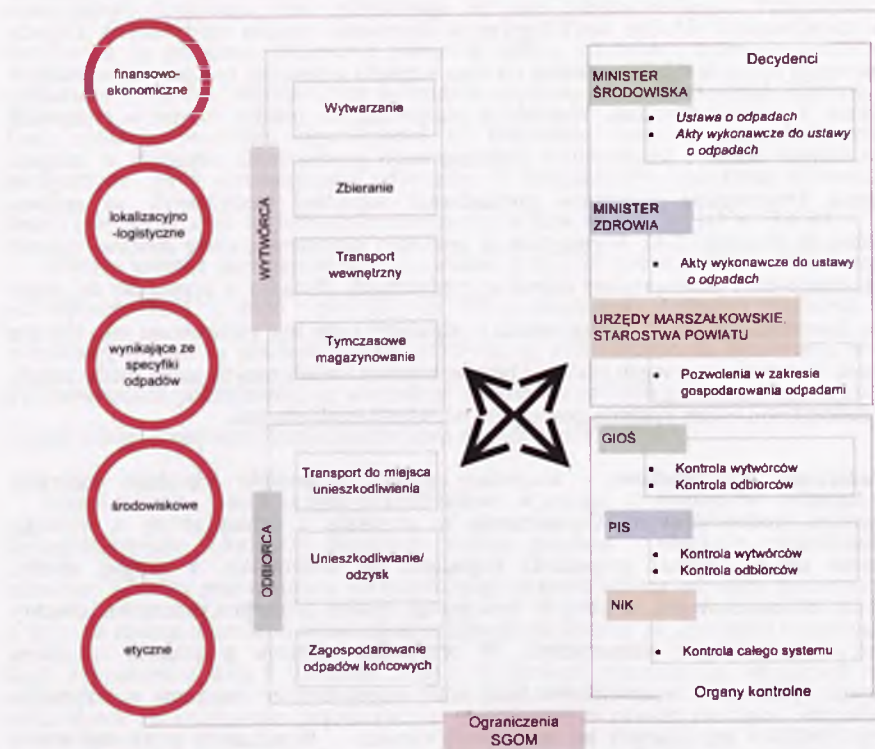 finansowo-
ekonomiczne
lokalizacyjno
-logistyczne
wynikające ze
specyfiki
odpadów
środowiskowe
etyczne
WYTWÓRCA
Wytwarzanie
Zbieranie
Transport
wewnętrzny
Tymczasowe
magazynowanie
ODBIORCA
Transport do miejsca
unieszkodliwienia
Unieszkodliwianie/
odzysk
Zagospodarowanie
odpadów końcowych
Decydenci
MINISTER
ŚRODOWISKA
• Ustawa o odpadach
• Akty wykonawcze do ustawy
o odpadach
MINISTER
ZDROWIA
• Akty wykonawcze do ustawy
o odpadach
URZĘDY MARSZAŁKOWSKIE,
STAROSTWA POWIATU
• Pozwolenia w zakresie
gospodarowania odpadami
GIOŚ
• Kontrola wytwórców
• Kontrola odbiorców
PIS
• Kontrola wytwórców
• Kontrola odbiorców
NIK
• Kontrola całego systemu
Organy kontrolne
Ograniczenia
SGOM